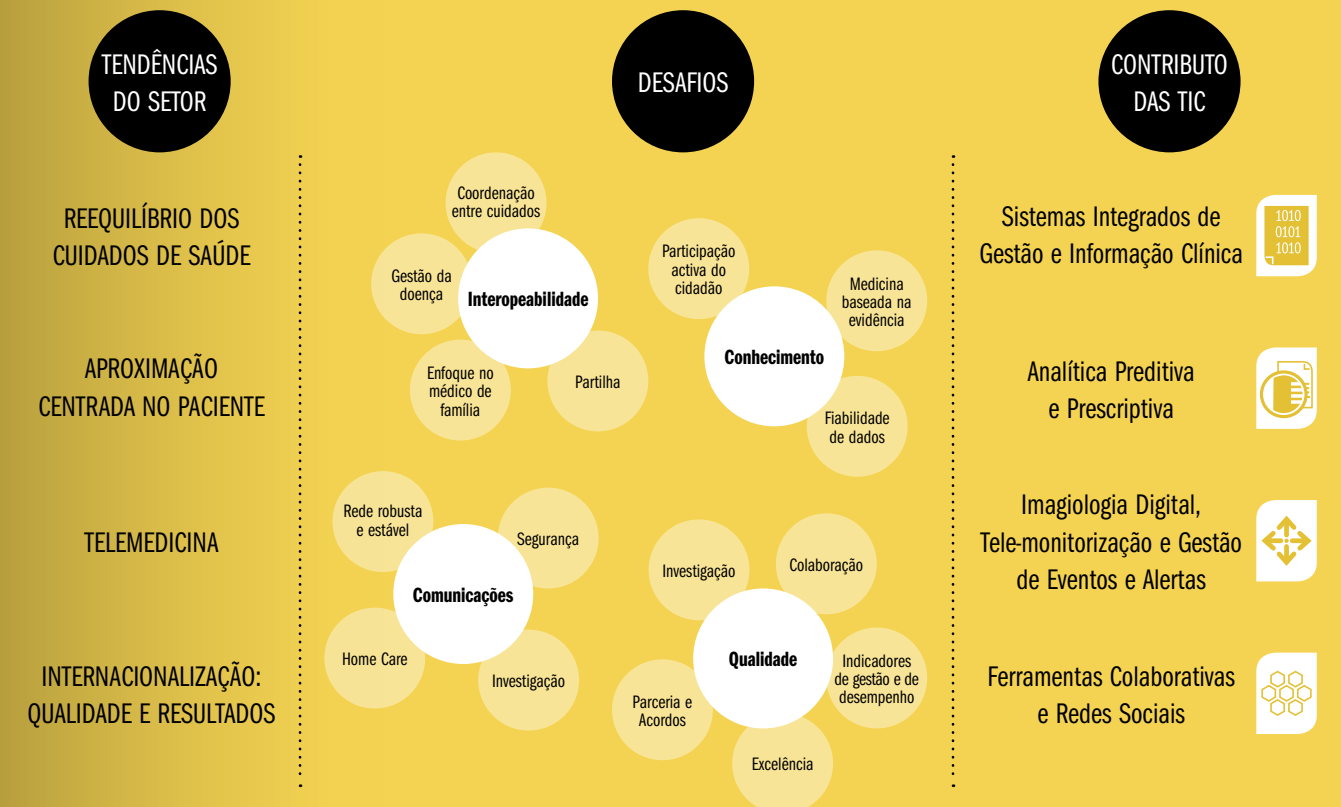 TENDÊNCIAS
DO SETOR
DESAFIOS
CONTRIBUTO
DAS TIC
REEQUILÍBRIO DOS
CUIDADOS DE SAÚDE
APROXIMAÇÃO
CENTRADA NO PACIENTE
TELEMEDICINA
INTERNACIONALIZAÇÃO:
QUALIDADE E RESULTADOS
Coordenação
entre cuidados
Gestão da
doença
Interopeabilidade
Enfoque no
médico de
família
Partilha
Participação
activa do
cidadão
Medicina
baseada na
evidência
Conhecimento
Fiabilidade
de dados
Rede robusta
e estável
Segurança
Comunicações
Home Care
Investigação
Investigação
Colaboração
Qualidade
Indicadores
de gestão e de
desempenho
Parceria e
Acordos
Excelência
Sistemas Integrados de
Gestão e Informação Clínica
1010
0101
1010
Analítica Preditiva
e Prescriptiva
Imagiologia Digital,
Tele-monitorização e Gestão
de Eventos e Alertas
Ferramentas Colaborativas
e Redes Sociais